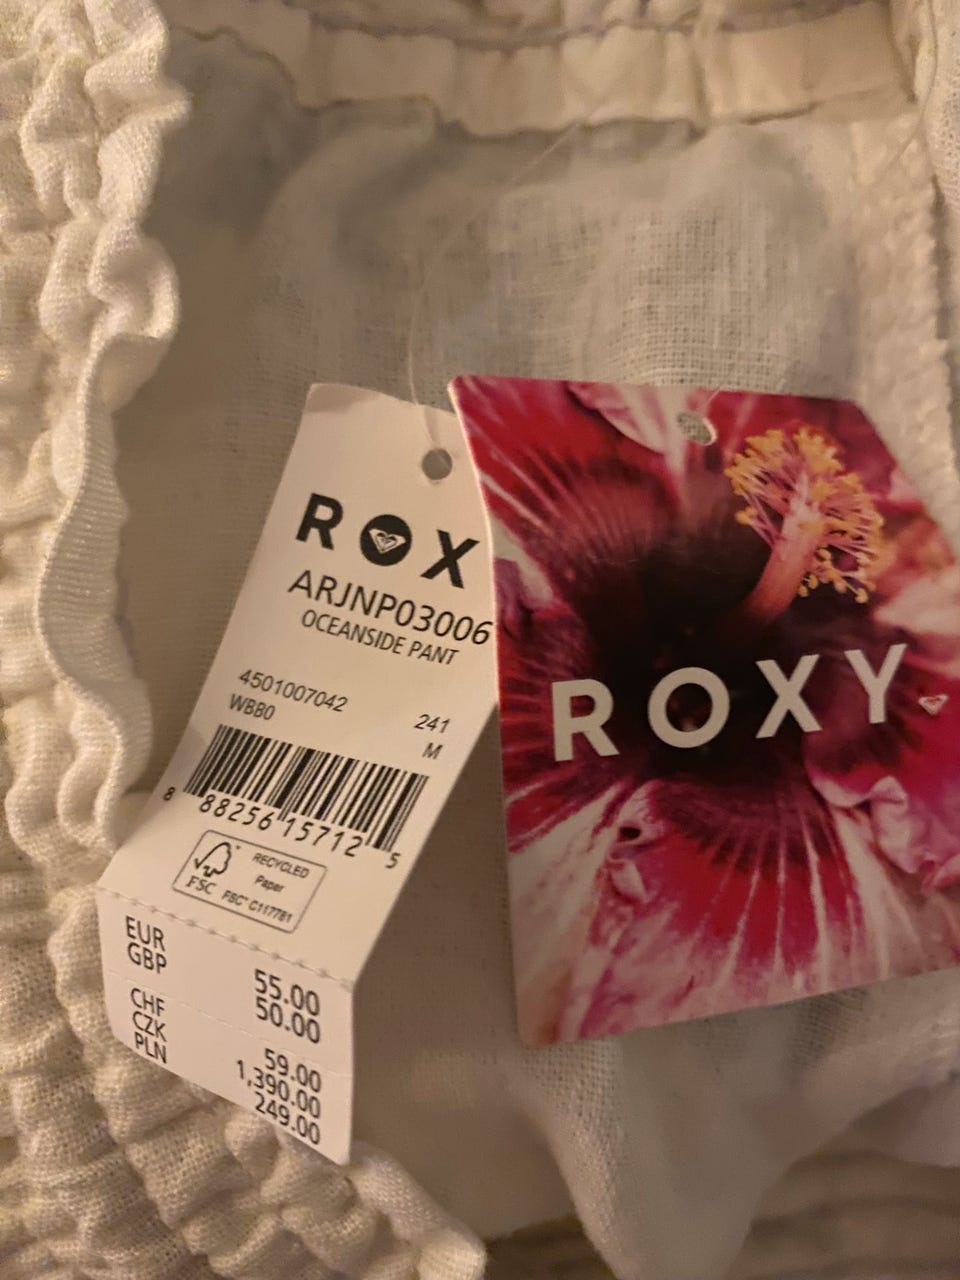 ROX
ARJNP03006
OCEANSIDE PANT
4501007042
WBB0
241
M
8 88256 15712 5
FSC
RECYCLED
Paper
FSC® C117781
EUR 55.00
GBP 50.00
CHF 59.00
CZK 1,390.00
PLN 249.00
ROXY